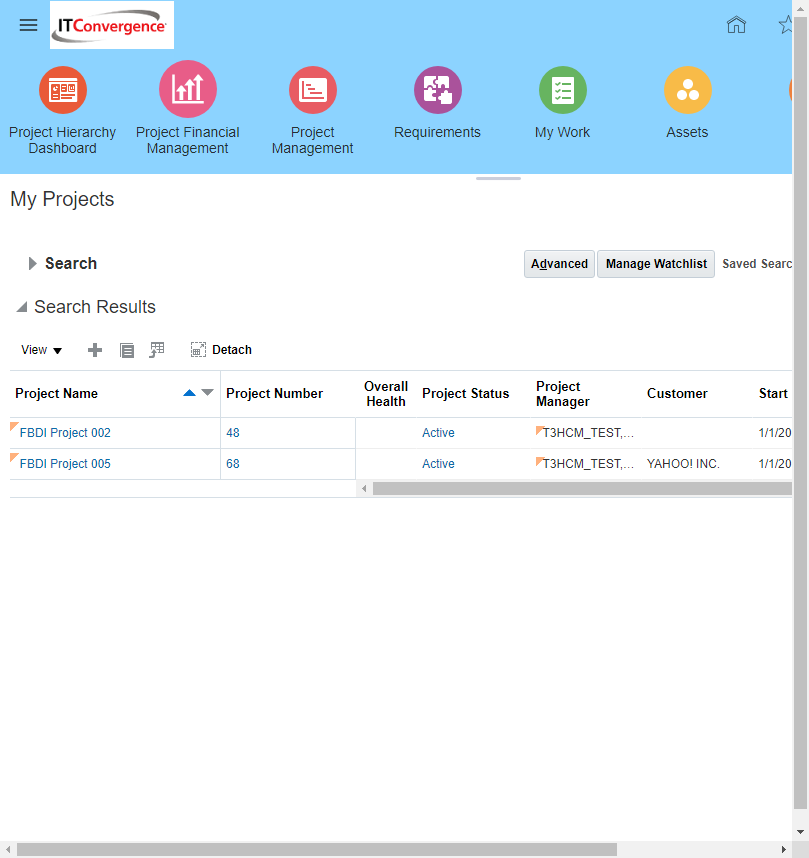 ITConvergence
Project Hierarchy
Dashboard
Project Financial
Management
Project
Management
Requirements
My Work
Assets
My Projects
Search
Advanced
Manage Watchlist
Saved Searc
Search Results
View
Detach
Project Name
Project Number
Overall
Health
Project Status
Project
Manager
Customer
Start
FBDI Project 002
48
Active
T3HCM_TEST,...
1/1/20
FBDI Project 005
68
Active
T3HCM_TEST,...
YAHOO! INC.
1/1/20